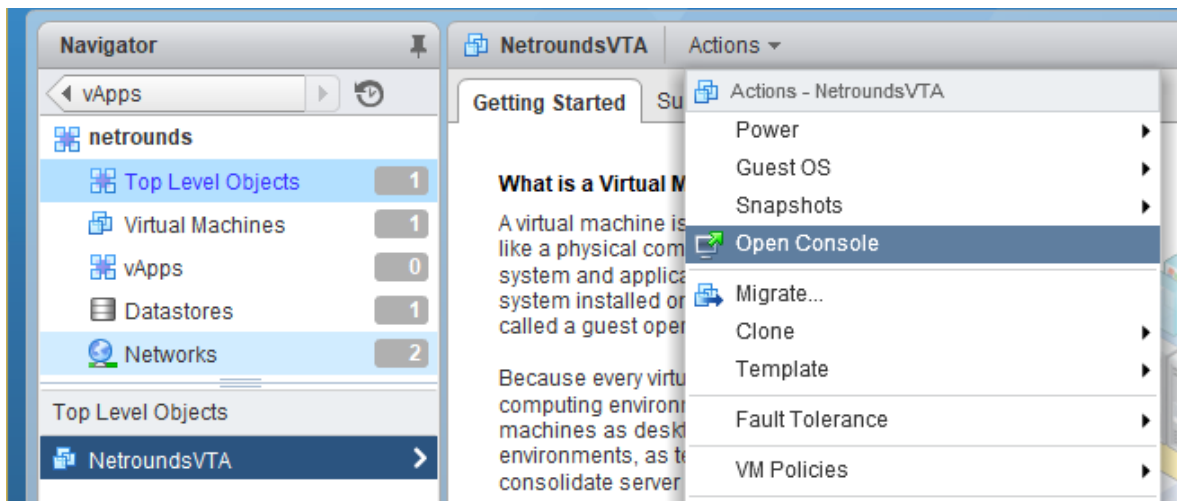 Navigator
vApps
netrounds
Top Level Objects 1
Virtual Machines 1
vApps 0
Datastores 1
Networks 2
Top Level Objects
NetroundsVTA
NetroundsVTA Actions
Getting Started Su
What is a Virtual M
A virtual machine is
like a physical com
system and applica
system installed or
called a guest oper
Because every virtu
computing environ
machines as desk
environments, as te
consolidate server
Actions - NetroundsVTA
Power
Guest OS
Snapshots
Open Console
Migrate...
Clone
Template
Fault Tolerance
VM Policies